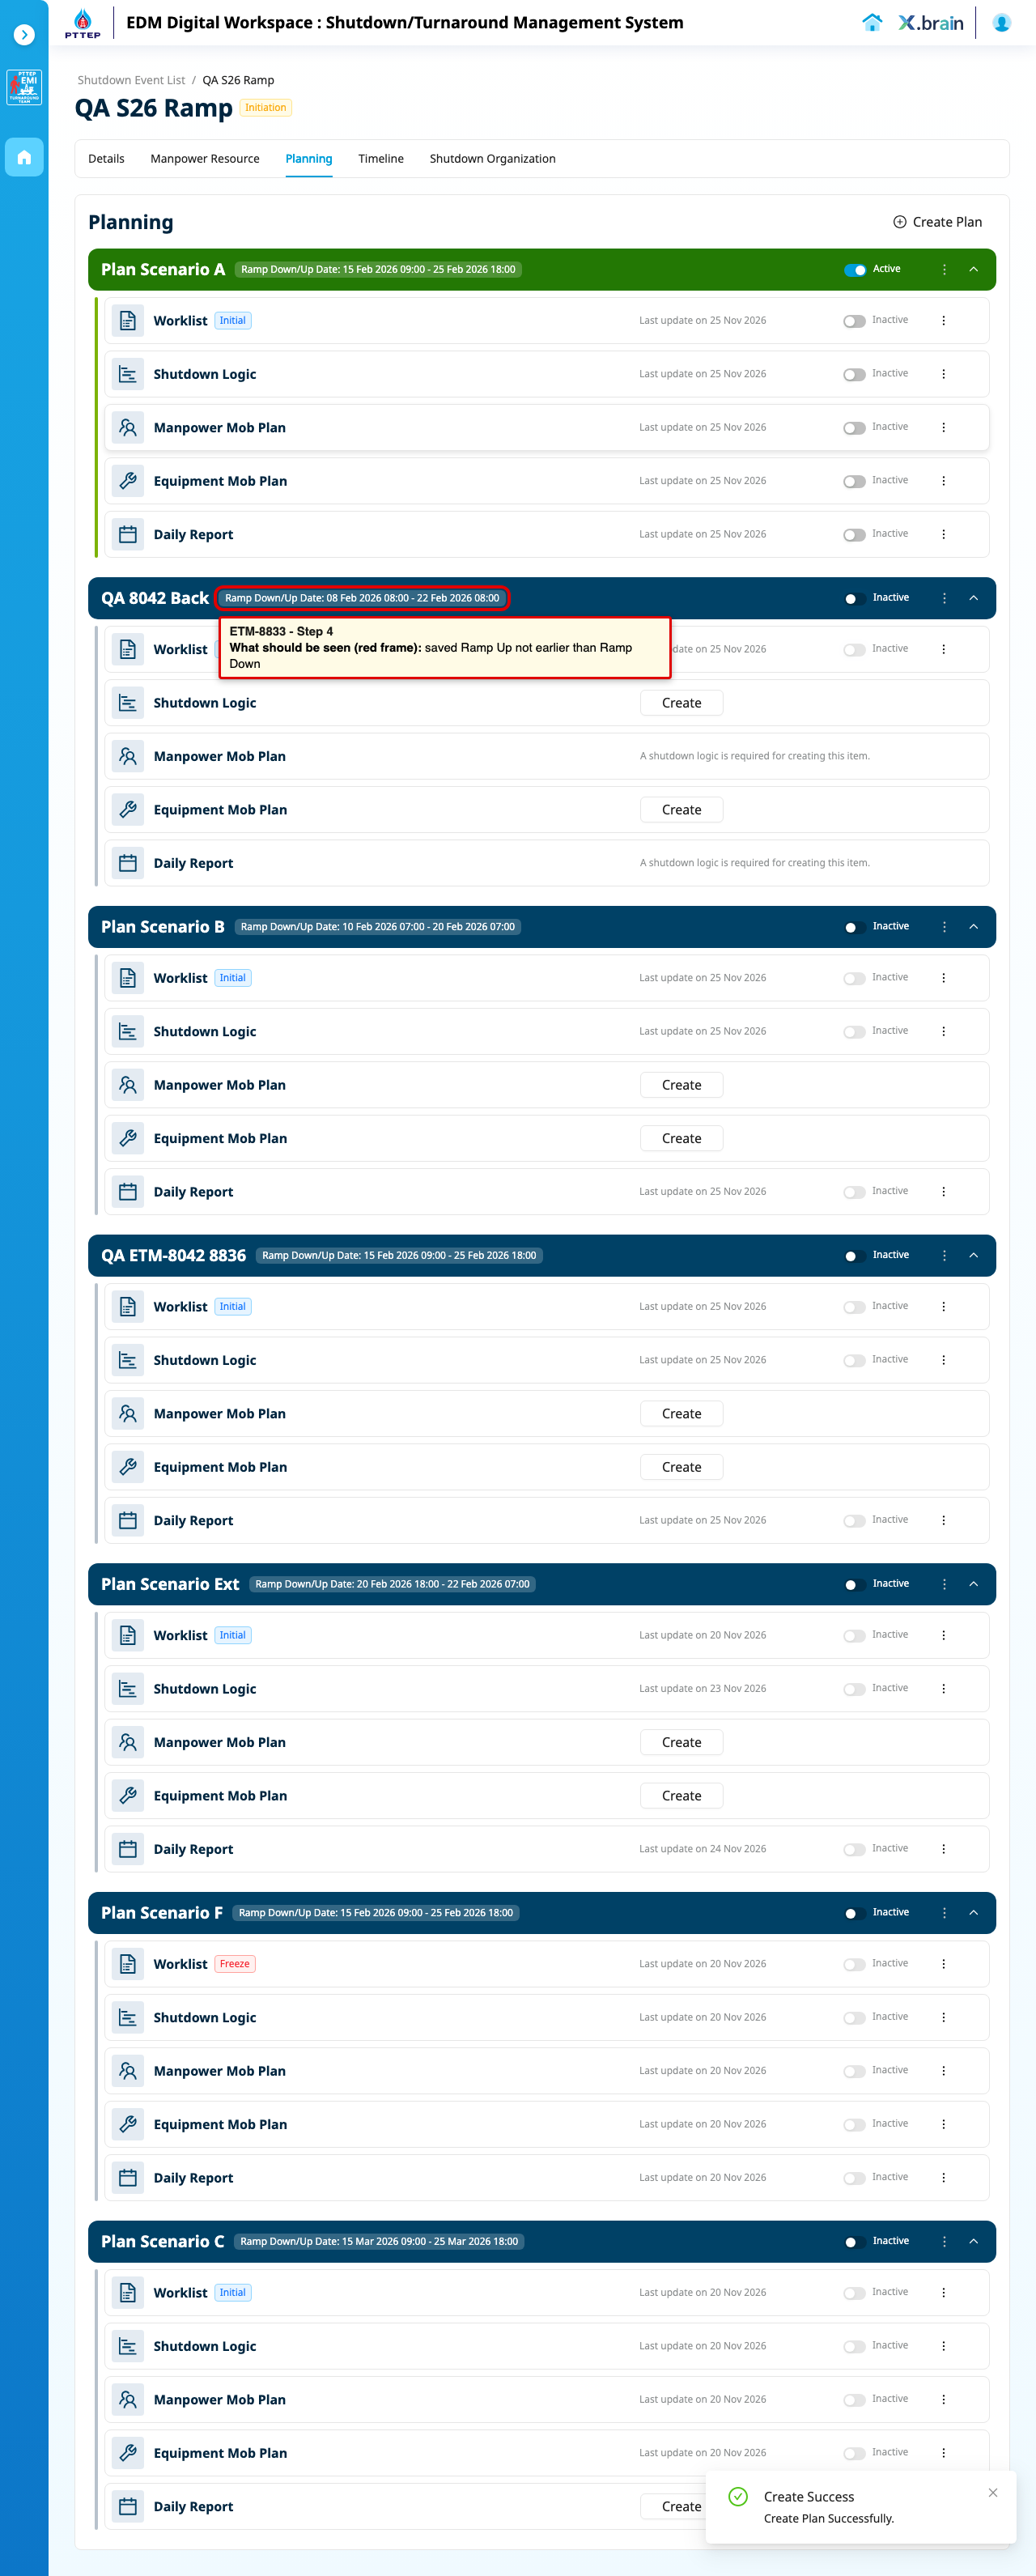 PTTEP
EDM Digital Workspace : Shutdown/Turnaround Management System
X.brain
PTTEP
EMI
TURNAROUND
TEAM
Shutdown Event List / QA S26 Ramp
QA S26 Ramp Initiation
Details Manpower Resource Planning Timeline Shutdown Organization
Planning Create Plan
Plan Scenario A Ramp Down/Up Date: 15 Feb 2026 09:00 - 25 Feb 2026 18:00 Active
Worklist Initial Last update on 25 Nov 2026 Inactive
Shutdown Logic Last update on 25 Nov 2026 Inactive
Manpower Mob Plan Last update on 25 Nov 2026 Inactive
Equipment Mob Plan Last update on 25 Nov 2026 Inactive
Daily Report Last update on 25 Nov 2026 Inactive
QA 8042 Back Ramp Down/Up Date: 08 Feb 2026 08:00 - 22 Feb 2026 08:00 Inactive
ETM-8833 - Step 4
What should be seen (red frame): saved Ramp Up not earlier than Ramp
Down
Worklist date on 25 Nov 2026 Inactive
Shutdown Logic Create
Manpower Mob Plan A shutdown logic is required for creating this item.
Equipment Mob Plan Create
Daily Report A shutdown logic is required for creating this item.
Plan Scenario B Ramp Down/Up Date: 10 Feb 2026 07:00 - 20 Feb 2026 07:00 Inactive
Worklist Initial Last update on 25 Nov 2026 Inactive
Shutdown Logic Last update on 25 Nov 2026 Inactive
Manpower Mob Plan Create
Equipment Mob Plan Create
Daily Report Last update on 25 Nov 2026 Inactive
QA ETM-8042 8836 Ramp Down/Up Date: 15 Feb 2026 09:00 - 25 Feb 2026 18:00 Inactive
Worklist Initial Last update on 25 Nov 2026 Inactive
Shutdown Logic Last update on 25 Nov 2026 Inactive
Manpower Mob Plan Create
Equipment Mob Plan Create
Daily Report Last update on 25 Nov 2026 Inactive
Plan Scenario Ext Ramp Down/Up Date: 20 Feb 2026 18:00 - 22 Feb 2026 07:00 Inactive
Worklist Initial Last update on 20 Nov 2026 Inactive
Shutdown Logic Last update on 23 Nov 2026 Inactive
Manpower Mob Plan Create
Equipment Mob Plan Create
Daily Report Last update on 24 Nov 2026 Inactive
Plan Scenario F Ramp Down/Up Date: 15 Feb 2026 09:00 - 25 Feb 2026 18:00 Inactive
Worklist Freeze Last update on 20 Nov 2026 Inactive
Shutdown Logic Last update on 20 Nov 2026 Inactive
Manpower Mob Plan Last update on 20 Nov 2026 Inactive
Equipment Mob Plan Last update on 20 Nov 2026 Inactive
Daily Report Last update on 20 Nov 2026 Inactive
Plan Scenario C Ramp Down/Up Date: 15 Mar 2026 09:00 - 25 Mar 2026 18:00 Inactive
Worklist Initial Last update on 20 Nov 2026 Inactive
Shutdown Logic Last update on 20 Nov 2026 Inactive
Manpower Mob Plan Last update on 20 Nov 2026 Inactive
Equipment Mob Plan Last update on 20 Nov 2026 Inactive
Daily Report Create
Create Success
Create Plan Successfully.